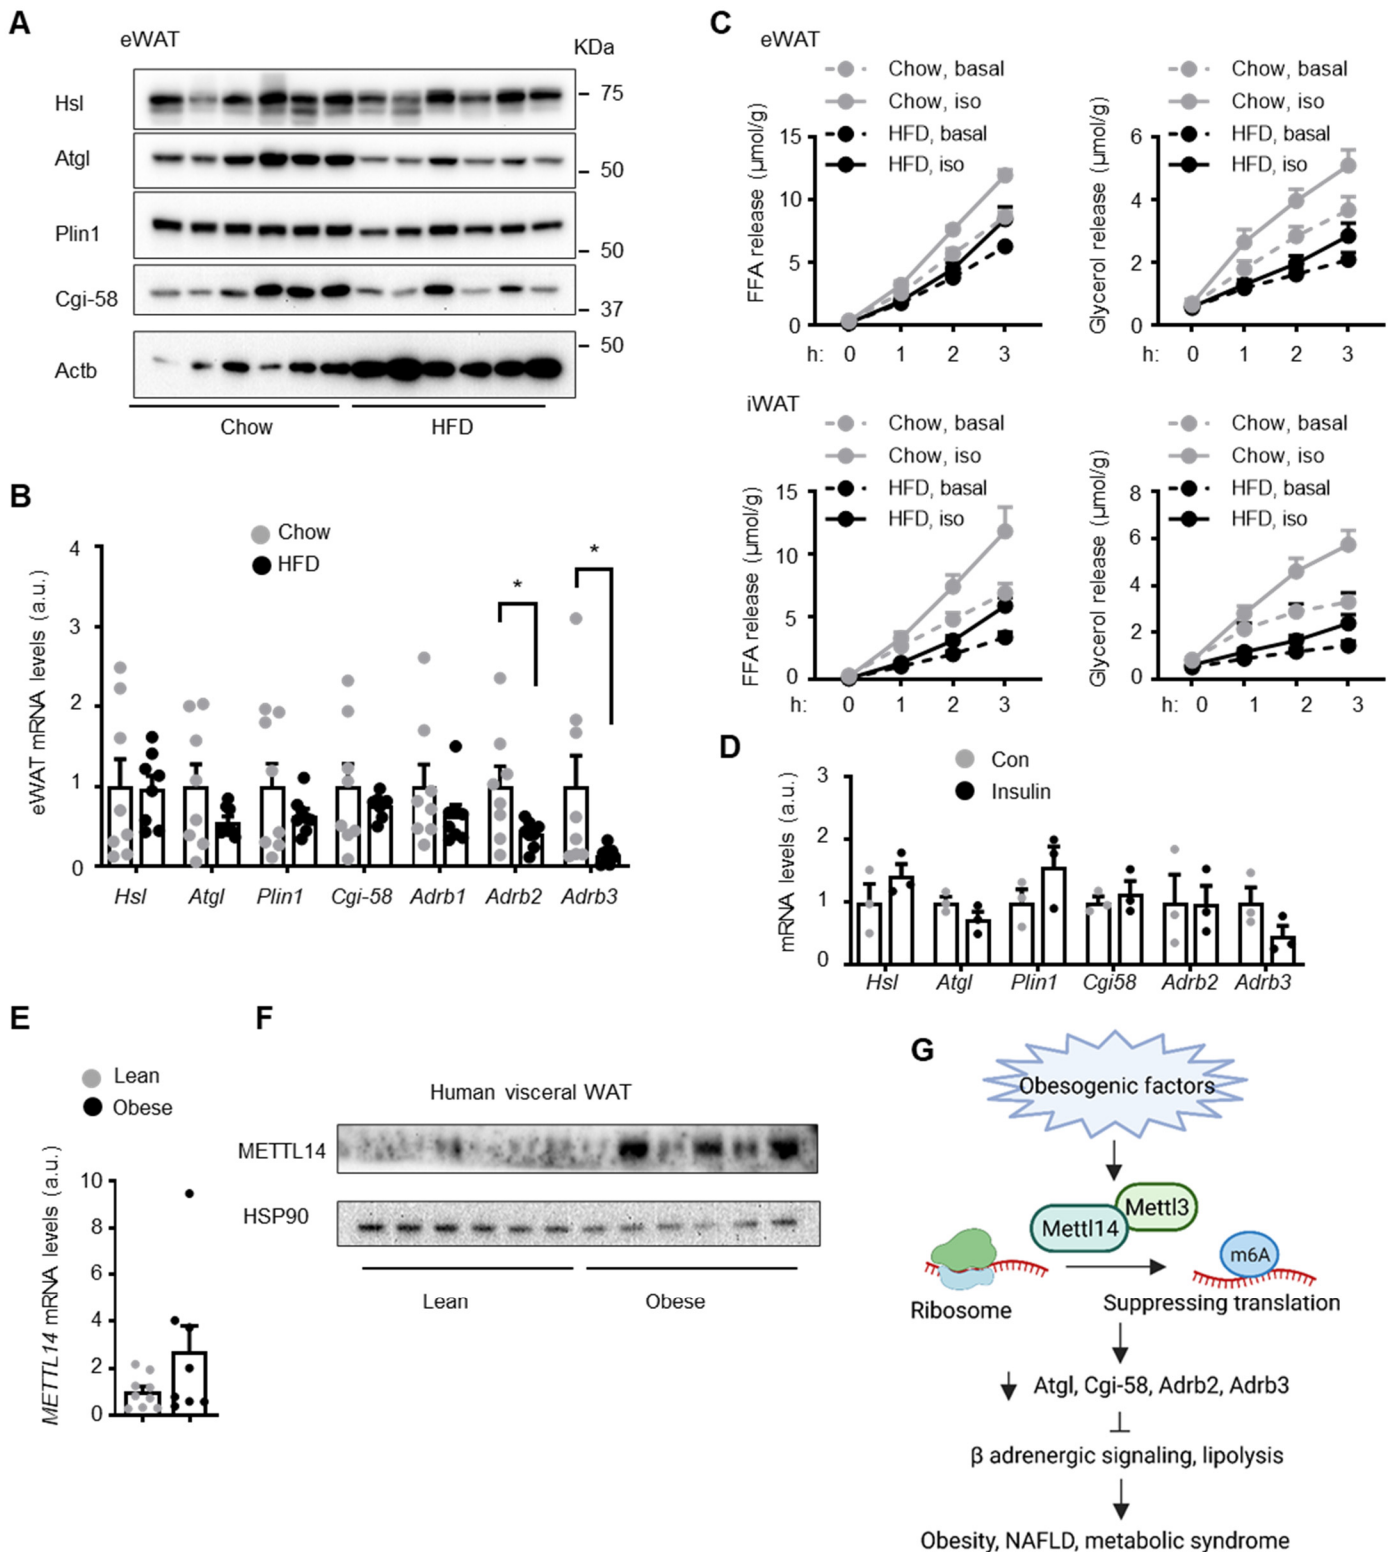 A
eWAT
KDa
Hsl
75
Atgl
50
Plin1
50
Cgi-58
37
50
Actb
Chow
HFD
B
Chow
HFD
eWAT mRNA levels (a.u.)
4
3
2
1
0
*
*
Hsl
Atgl
Plin1
Cgi-58
Adrb1
Adrb2
Adrb3
C
eWAT
Chow, basal
Chow, iso
HFD, basal
HFD, iso
FFA release (µmol/g)
15
10
5
0
h: 0 1 2 3
Chow, basal
Chow, iso
HFD, basal
HFD, iso
Glycerol release (µmol/g)
6
4
2
0
h: 0 1 2 3
iWAT
Chow, basal
Chow, iso
HFD, basal
HFD, iso
FFA release (µmol/g)
15
10
5
0
h: 0 1 2 3
Chow, basal
Chow, iso
HFD, basal
HFD, iso
Glycerol release (µmol/g)
8
6
4
2
0
h: 0 1 2 3
D
Con
Insulin
mRNA levels (a.u.)
3
2
1
0
Hsl
Atgl
Plin1
Cgi58
Adrb2
Adrb3
E
Lean
Obese
METTL14 mRNA levels (a.u.)
10
8
6
4
2
0
F
Human visceral WAT
METTL14
HSP90
Lean
Obese
G
Obesogenic factors
Mettl3
Mettl14
m6A
Ribosome
Suppressing translation
Atgl, Cgi-58, Adrb2, Adrb3
β adrenergic signaling, lipolysis
Obesity, NAFLD, metabolic syndrome